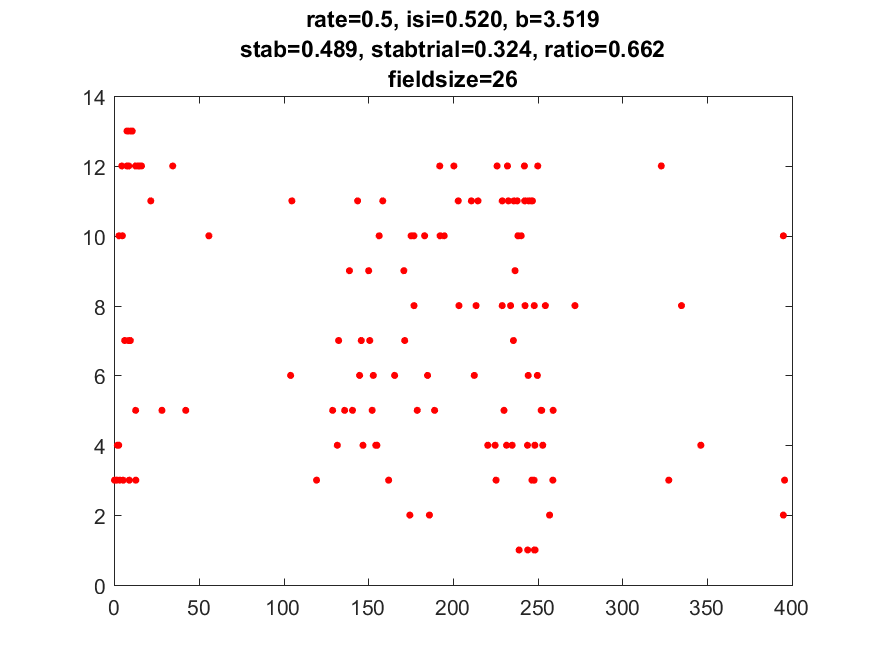 rate=0.5, isi=0.520, b=3.519
stab=0.489, stabtrial=0.324, ratio=0.662
fieldsize=26
14
12
10
8
6
4
2
0
0 50 100 150 200 250 300 350 400